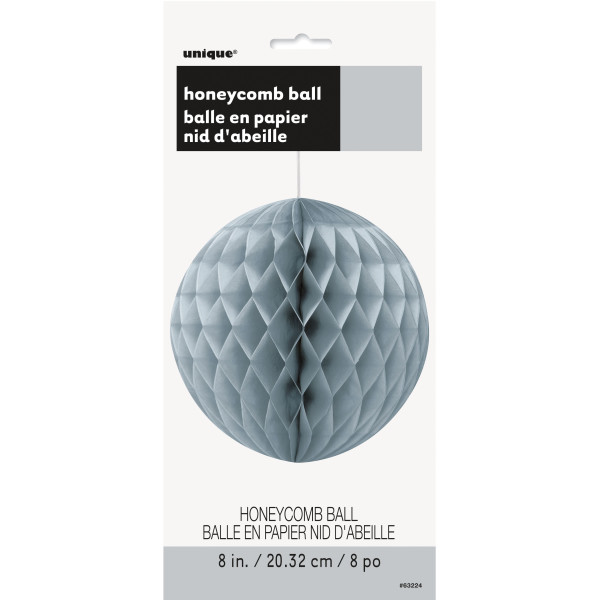 unique®
honeycomb ball
balle en papier
nid d'abeille
HONEYCOMB BALL
BALLE EN PAPIER NID D'ABEILLE
8 in. / 20.32 cm / 8 po
#63224